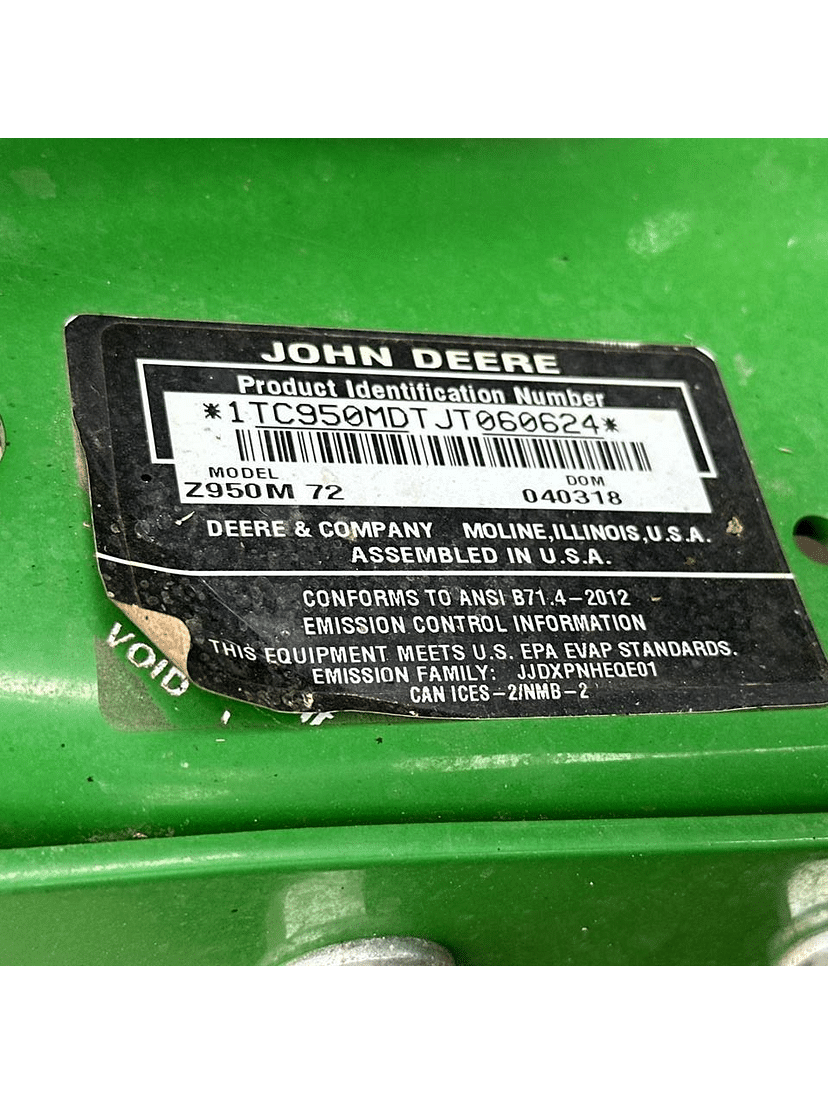 JOHN DEERE
Product Identification Number
*1TC950MDTJT060624*
MODEL DOM
Z950M 72 040318
DEERE & COMPANY MOLINE, ILLINOIS, U.S.A.
ASSEMBLED IN U.S.A.
CONFORMS TO ANSI B71.4-2012
EMISSION CONTROL INFORMATION
THIS EQUIPMENT MEETS U.S. EPA EVAP STANDARDS.
EMISSION FAMILY: JJDXPNHEQE01
CAN ICES-2/NMB-2
VOID